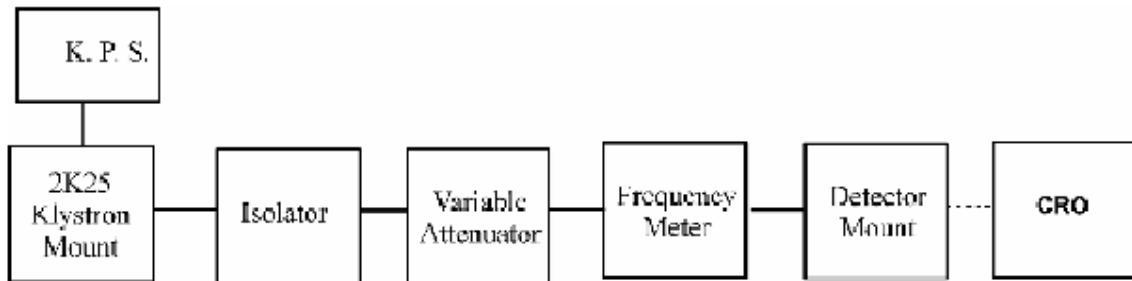 K. P. S.
2K25
Klystron
Mount
Isolator
Variable
Attenuator
Frequency
Meter
Detector
Mount
CRO